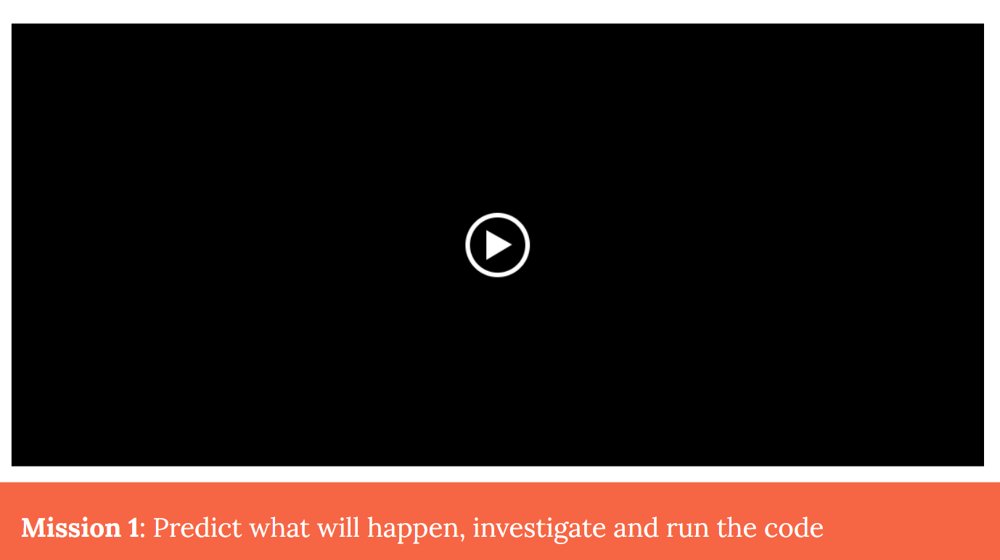 Mission 1: Predict what will happen, investigate and run the code